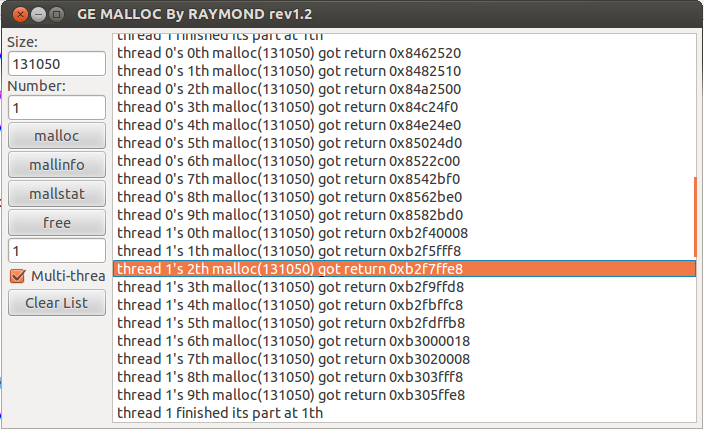 GE MALLOC By RAYMOND rev1.2
Size:
131050
Number:
1
malloc
mallinfo
mallstat
free
1
Multi-threa
Clear List
thread 1 finished its part at 1th
thread 0's 0th malloc(131050) got return 0x8462520
thread 0's 1th malloc(131050) got return 0x8482510
thread 0's 2th malloc(131050) got return 0x84a2500
thread 0's 3th malloc(131050) got return 0x84c24f0
thread 0's 4th malloc(131050) got return 0x84e24e0
thread 0's 5th malloc(131050) got return 0x85024d0
thread 0's 6th malloc(131050) got return 0x8522c00
thread 0's 7th malloc(131050) got return 0x8542bf0
thread 0's 8th malloc(131050) got return 0x8562be0
thread 0's 9th malloc(131050) got return 0x8582bd0
thread 1's 0th malloc(131050) got return 0xb2f40008
thread 1's 1th malloc(131050) got return 0xb2f5fff8
thread 1's 2th malloc(131050) got return 0xb2f7ffe8
thread 1's 3th malloc(131050) got return 0xb2f9ffd8
thread 1's 4th malloc(131050) got return 0xb2fbffc8
thread 1's 5th malloc(131050) got return 0xb2fdffb8
thread 1's 6th malloc(131050) got return 0xb3000018
thread 1's 7th malloc(131050) got return 0xb3020008
thread 1's 8th malloc(131050) got return 0xb303fff8
thread 1's 9th malloc(131050) got return 0xb305ffe8
thread 1 finished its part at 1th